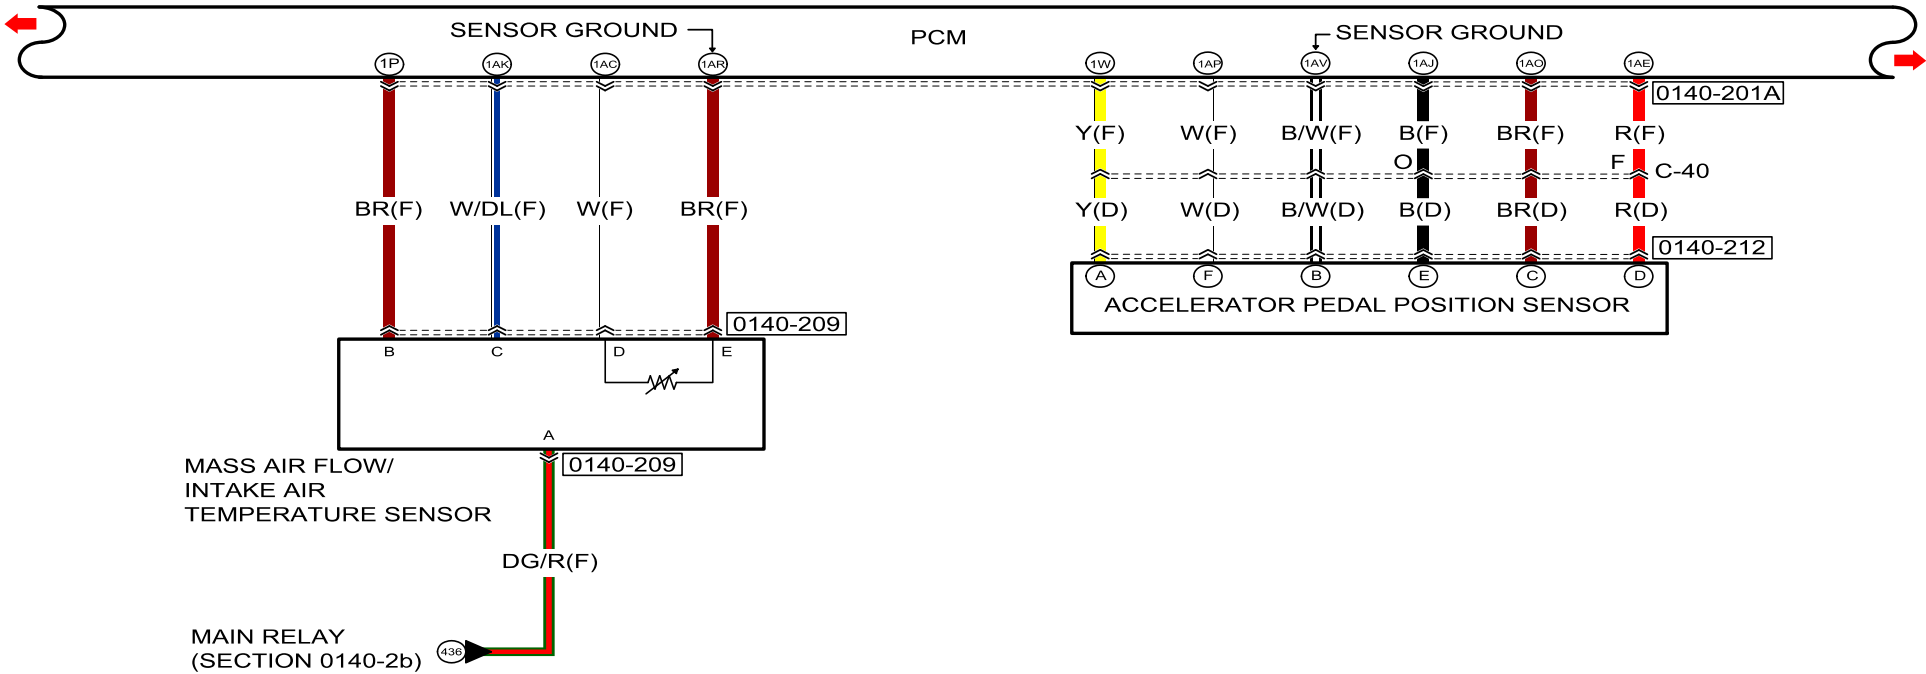 SENSOR GROUND
PCM
SENSOR GROUND
1P 1AK 1AC 1AR 1W 1AP 1AV 1AJ 1AO 1AE
0140-201A
Y(F) W(F) B/W(F) B(F) BR(F) R(F)
O F C-40
BR(F) W/DL(F) W(F) BR(F) Y(D) W(D) B/W(D) B(D) BR(D) R(D)
0140-212
A F B E C D
ACCELERATOR PEDAL POSITION SENSOR
0140-209
B C D E
A
0140-209
MASS AIR FLOW/
INTAKE AIR
TEMPERATURE SENSOR
DG/R(F)
MAIN RELAY
(SECTION 0140-2b)
436